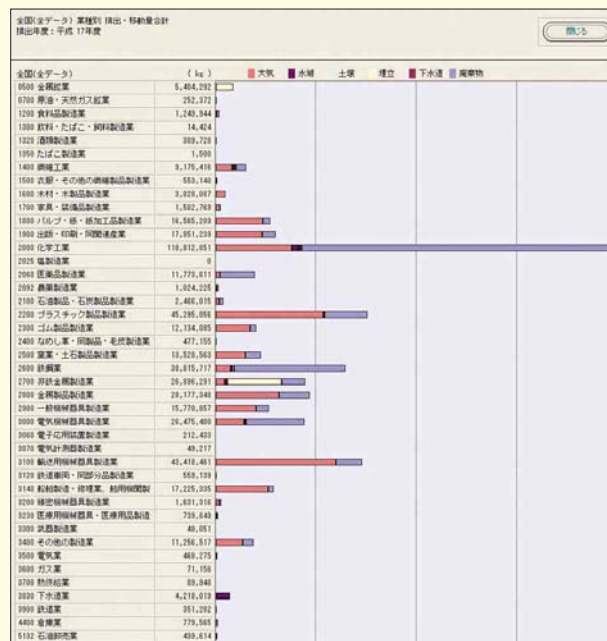 全国(全データ) 業種別 排出・移動量合計
排出年度：平成 17年度
閉じる
全国(全データ) (kg) 大気 水域 土壌 埋立 下水道 廃棄物
0500 金属鉱業 5,404,292
0700 原油・天然ガス鉱業 252,372
1200 食料品製造業 1,249,944
1300 飲料・たばこ・飼料製造業 14,424
1320 酒類製造業 309,728
1350 たばこ製造業 1,500
1400 繊維工業 9,175,416
1500 衣服・その他の繊維製品製造業 553,140
1600 木材・木製品製造業 3,020,067
1700 家具・装備品製造業 1,502,769
1800 パルプ・紙・紙加工品製造業 16,565,209
1900 出版・印刷・同関連産業 17,951,239
2000 化学工業 118,812,051
2025 塩製造業 0
2060 医薬品製造業 11,773,611
2092 農薬製造業 1,024,225
2100 石油製品・石炭製品製造業 2,466,015
2200 プラスチック製品製造業 45,295,056
2300 ゴム製品製造業 12,134,085
2400 なめし革・同製品・毛皮製造業 477,155
2500 窯業・土石製品製造業 13,528,563
2600 鉄鋼業 38,815,717
2700 非鉄金属製造業 26,886,291
2800 金属製品製造業 28,177,348
2900 一般機械器具製造業 15,770,857
3000 電気機械器具製造業 26,475,400
3060 電子応用装置製造業 212,433
3070 電気計測器製造業 49,217
3100 輸送用機械器具製造業 43,418,461
3120 鉄道車両・同部分品製造業 559,139
3140 船舶製造・修理業、舶用機関製 17,225,335
3200 精密機械器具製造業 1,631,316
3230 医療用機械器具・医療用品製造 739,649
3300 武器製造業 40,051
3400 その他の製造業 11,256,517
3500 電気業 468,275
3600 ガス業 71,156
3700 熱供給業 89,948
3830 下水道業 4,218,019
3900 鉄道業 351,202
4400 倉庫業 779,565
5132 石油卸売業 439,614